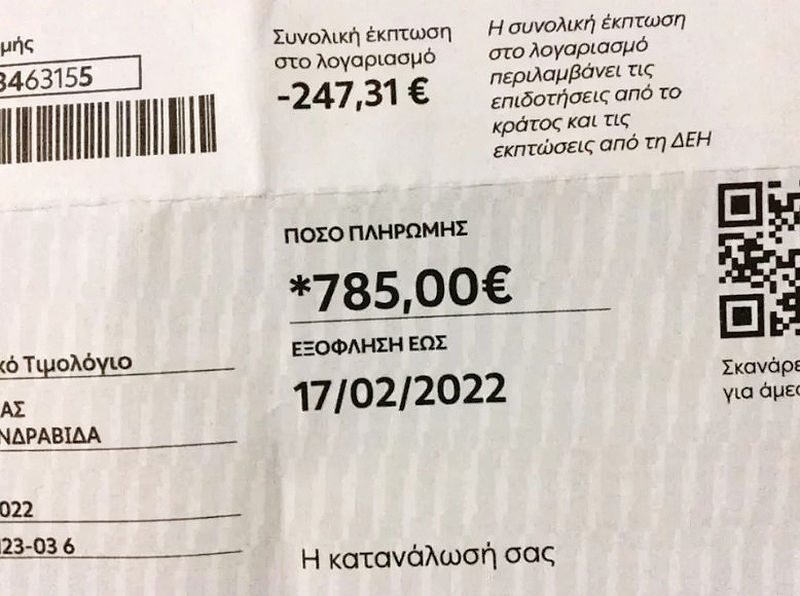 μής
3463155
Συνολική έκπτωση
στο λογαριασμό
-247,31 €
Η συνολική έκπτωση
στο λογαριασμό
περιλαμβάνει τις
επιδοτήσεις από το
κράτος και τις
εκπτώσεις από τη ΔΕΗ
ΠΟΣΟ ΠΛΗΡΩΜΗΣ
*785,00€
ΕΞΟΦΛΗΣΗ ΕΩΣ
17/02/2022
κό Τιμολόγιο
ΑΣ
ΝΔΡΑΒΙΔΑ
022
123-03 6
Σκανάρε
για άμεσ
Η κατανάλωσή σας